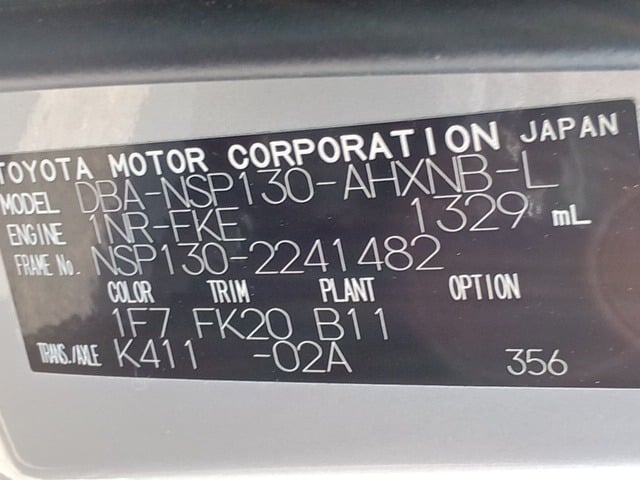 TOYOTA MOTOR CORPORATION JAPAN
MODEL DBA-NSP130-AHXNB-L
ENGINE 1NR-FKE 1329 mL
FRAME No. NSP130-2241482
COLOR TRIM PLANT OPTION
1F7 FK20 B11
TRANS./AXLE K411 -02A 356